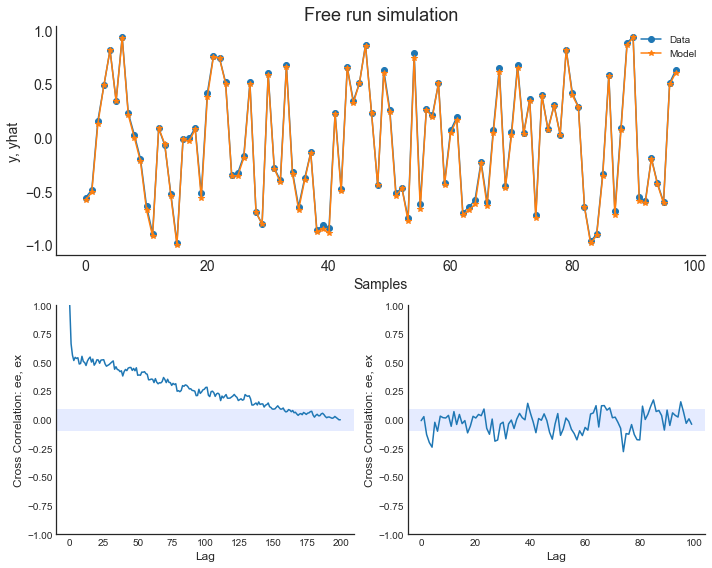 Free run simulation
y, yhat
1.0
0.5
0.0
−0.5
−1.0
Data
Model
0 20 40 60 80 100
Samples
Cross Correlation: ee, ex
1.00
0.75
0.50
0.25
0.00
−0.25
−0.50
−0.75
−1.00
0 25 50 75 100 125 150 175 200
Lag
Cross Correlation: ee, ex
1.00
0.75
0.50
0.25
0.00
−0.25
−0.50
−0.75
−1.00
0 20 40 60 80 100
Lag